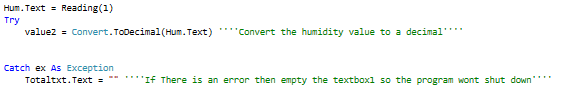 Hum.Text = Reading(1)
Try
value2 = Convert.ToDecimal(Hum.Text) ''''Convert the humidity value to a decimal''''
Catch ex As Exception
Totaltxt.Text = "" ''''If There is an error then empty the textbox1 so the program wont shut down''''